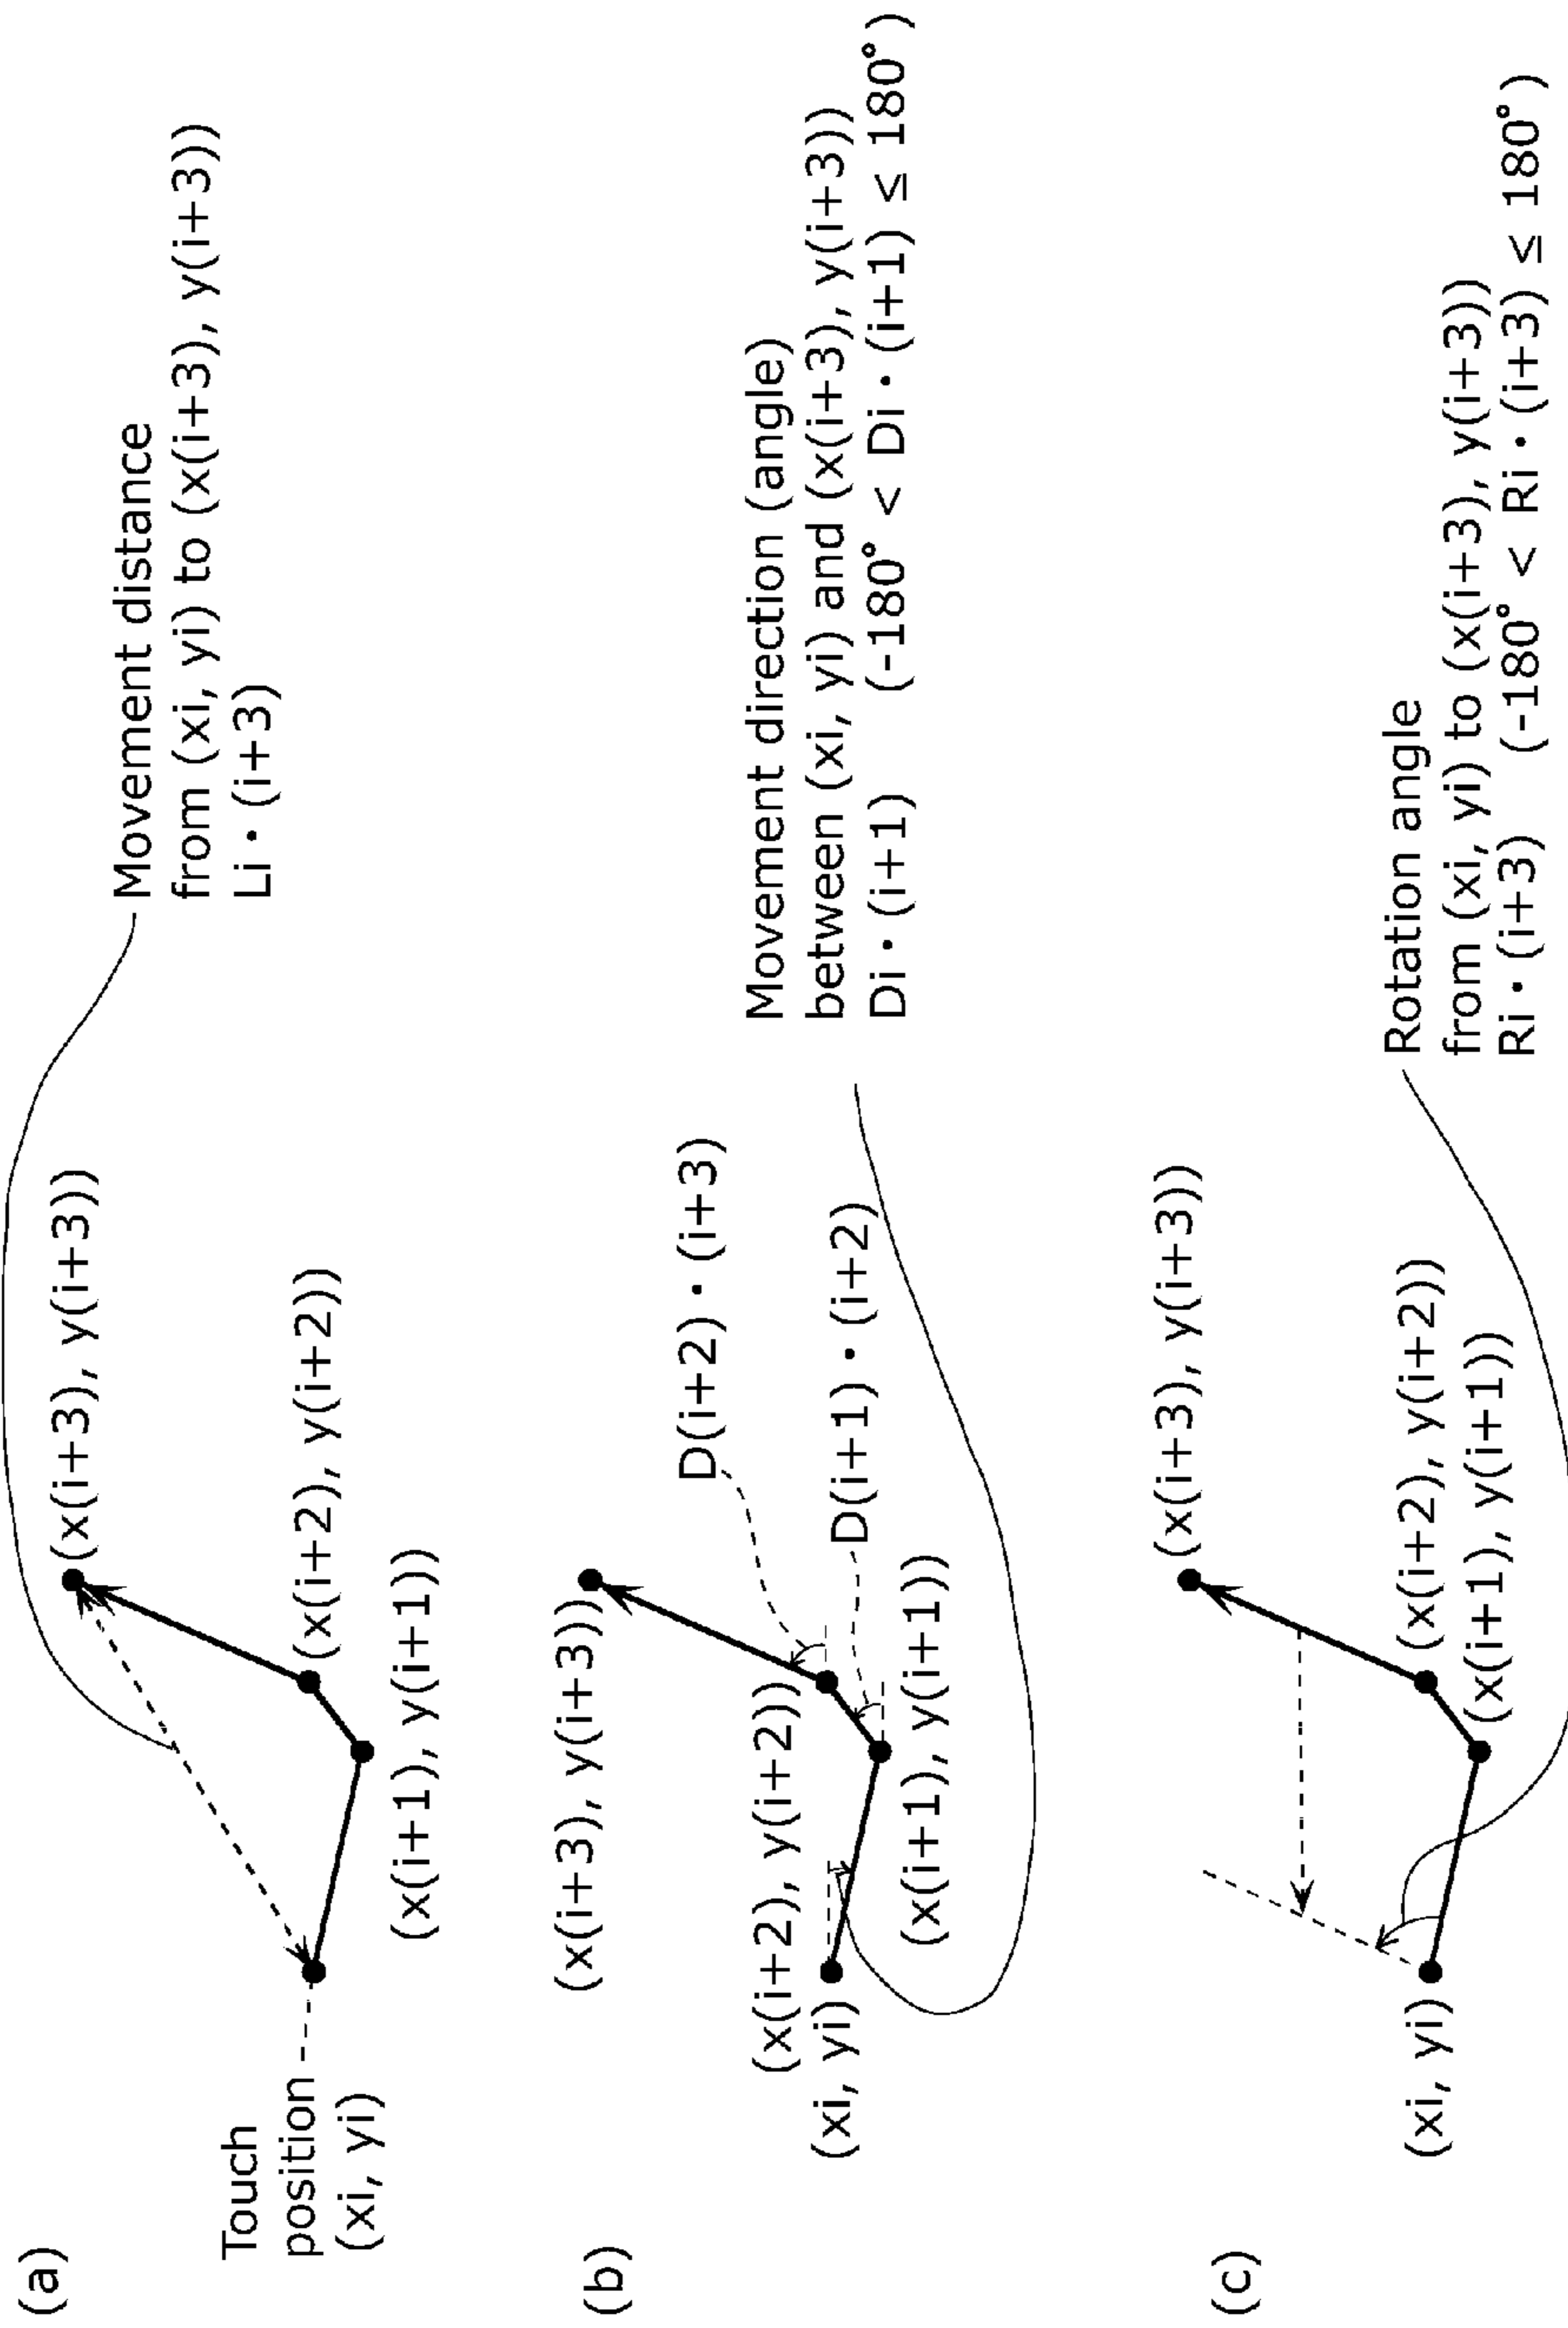 (a)
Movement distance
from (xi, yi) to (x(i+3), y(i+3))
Li・(i+3)
(x(i+3), y(i+3))
Touch
position
(xi, yi)
(x(i+2), y(i+2))
(x(i+1), y(i+1))
(b)
(x(i+3), y(i+3))
D(i+2)・(i+3)
Movement direction (angle)
between (xi, yi) and (x(i+3), y(i+3))
Di・(i+1) (-180° < Di・(i+1) ≤ 180°)
(x(i+2), y(i+2))
D(i+1)・(i+2)
(xi, yi)
(x(i+1), y(i+1))
(c)
(x(i+3), y(i+3))
Rotation angle
from (xi, yi) to (x(i+3), y(i+3))
Ri・(i+3) (-180° < Ri・(i+3) ≤ 180°)
(xi, yi)
(x(i+2), y(i+2))
(x(i+1), y(i+1))